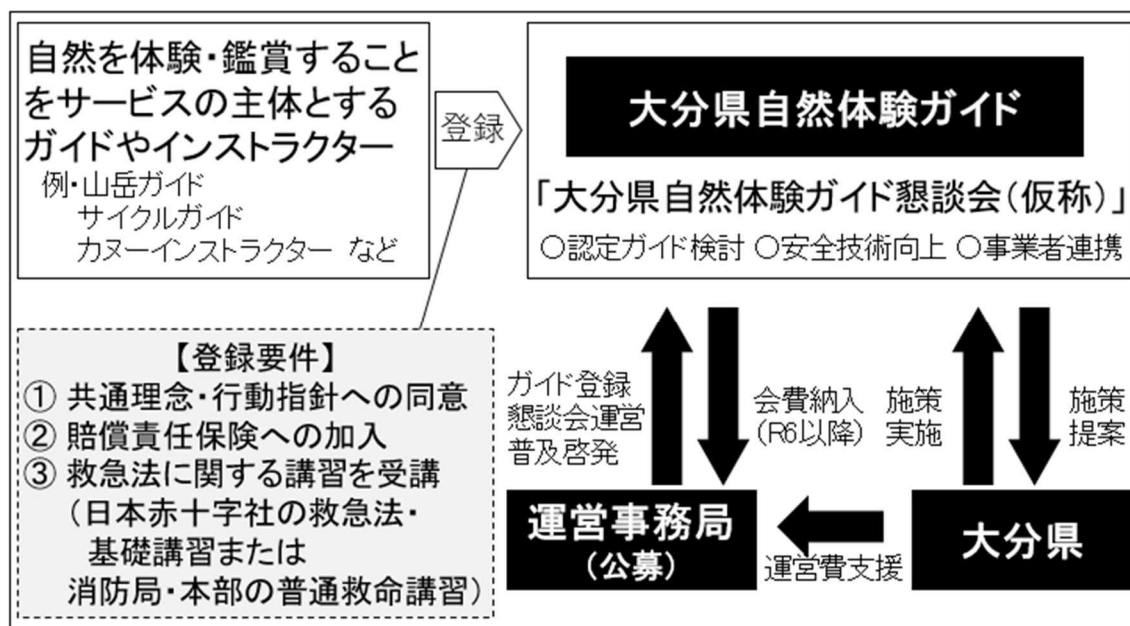 自然を体験・鑑賞すること
をサービスの主体とする
ガイドやインストラクター
例・山岳ガイド
サイクルガイド
カヌーインストラクター など
登録
大分県自然体験ガイド
「大分県自然体験ガイド懇談会(仮称)」
○認定ガイド検討 ○安全技術向上 ○事業者連携
【登録要件】
① 共通理念・行動指針への同意
② 賠償責任保険への加入
③ 救急法に関する講習を受講
(日本赤十字社の救急法・
基礎講習または
消防局・本部の普通救命講習)
ガイド登録
懇談会運営
普及啓発
会費納入
(R6以降)
施策
実施
施策
提案
運営事務局
(公募)
運営費支援
大分県